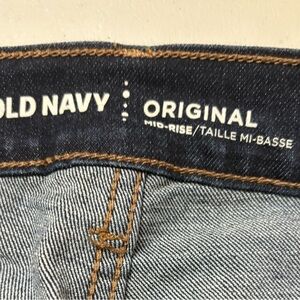 OLD NAVY
ORIGINAL
MID-RISE/TAILLE MI-BASSE